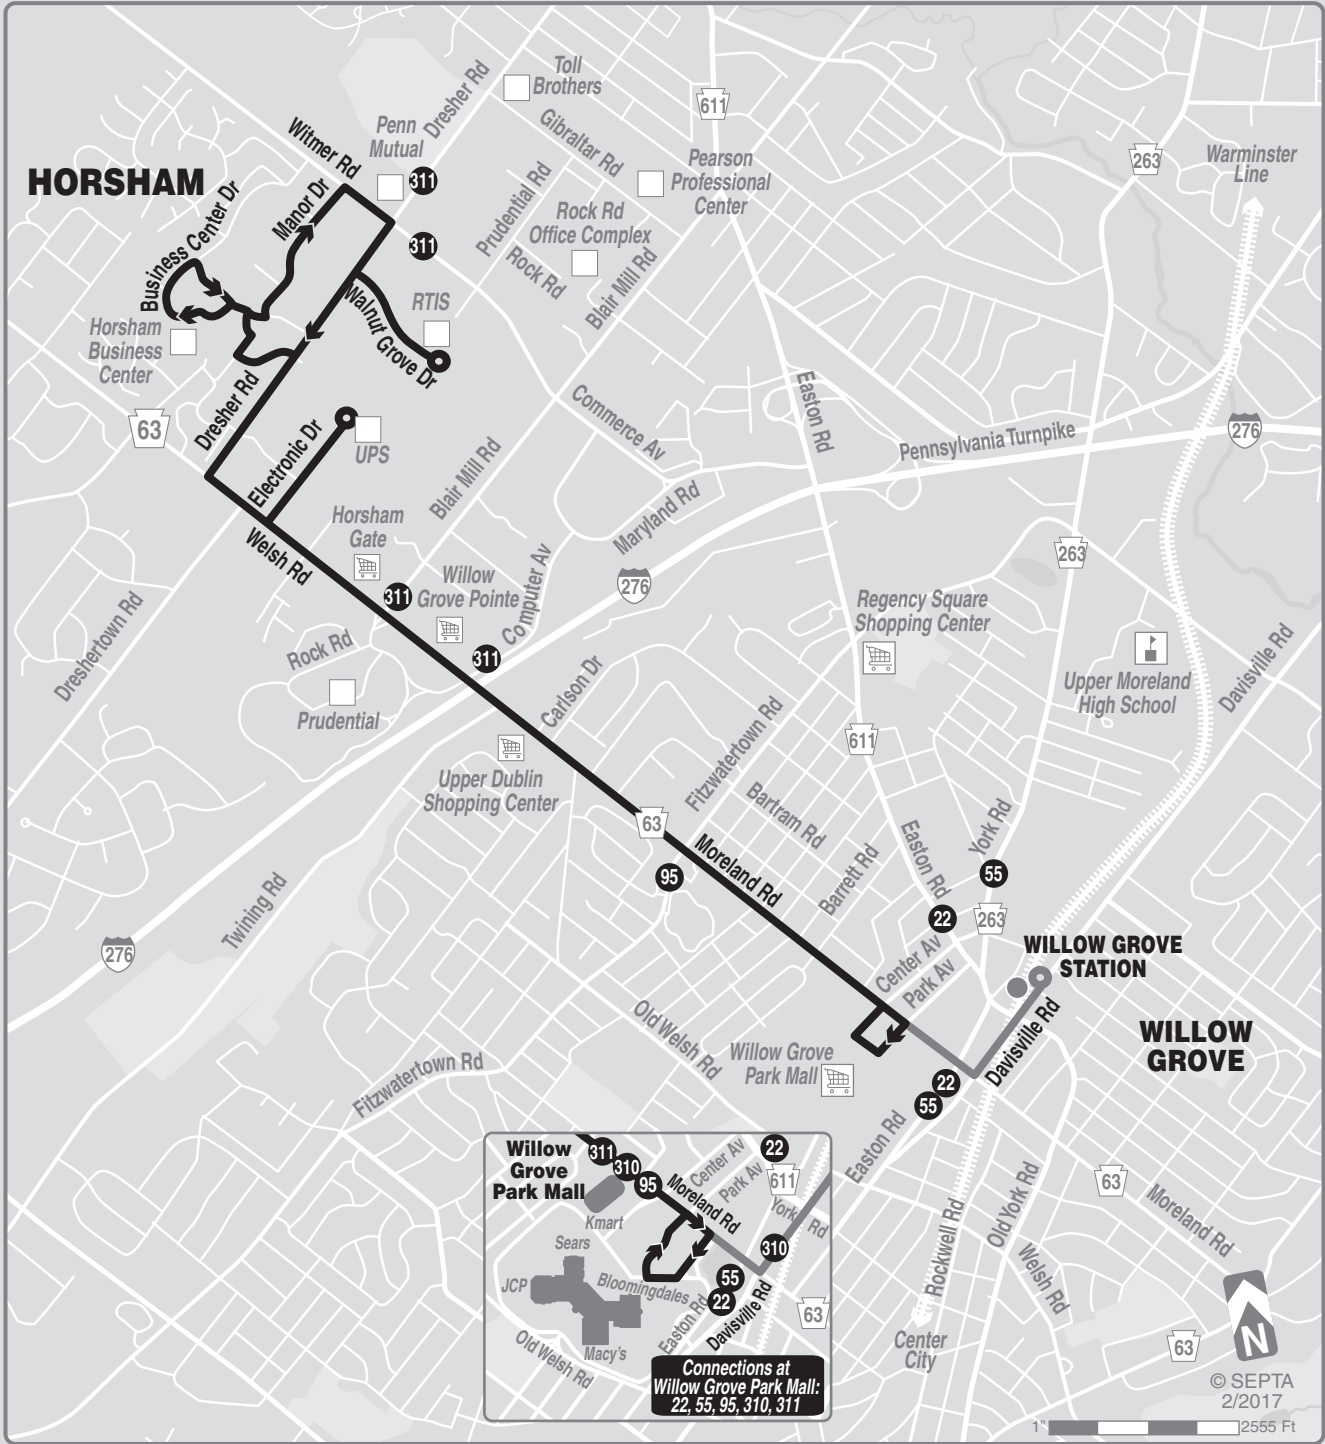 Toll
Brothers
Dresher Rd
611
Gibraltar Rd
Penn
Mutual
Witmer Rd
311
Pearson
Professional
Center
263
Warminster
Line
HORSHAM
Manor Dr
Business Center Dr
Prudential Rd
Rock Rd
Office Complex
311
Rock Rd
Blair Mill Rd
RTIS
Walnut Grove Dr
Horsham
Business
Center
Dresher Rd
63
Commerce Av
Easton Rd
Pennsylvania Turnpike
276
Electronic Dr
UPS
Blair Mill Rd
Maryland Rd
Horsham
Gate
Welsh Rd
263
Computer Av
276
Willow
Grove Pointe
311
Regency Square
Shopping Center
Dreshertown Rd
Rock Rd
311
Carlson Dr
Upper Moreland
High School
Davisville Rd
Prudential
611
Fitzwatertown Rd
Upper Dublin
Shopping Center
Bartram Rd
63
Moreland Rd
Barrett Rd
Easton Rd
York Rd
55
95
Twining Rd
22
263
276
Center Av
Park Av
WILLOW GROVE
STATION
Old Welsh Rd
Willow Grove
Park Mall
Davisville Rd
WILLOW
GROVE
Fitzwatertown Rd
22
55
Easton Rd
Willow
Grove
Park Mall
311
310
95
Center Av
Park Av
22
611
Moreland Rd
York Rd
Kmart
Sears
310
JCP
Bloomingdales
55
22
Easton Rd
Davisville Rd
63
Macy's
Old Welsh Rd
Connections at
Willow Grove Park Mall:
22, 55, 95, 310, 311
Rockwell Rd
Old York Rd
Welsh Rd
63
Moreland Rd
Center
City
63
N
© SEPTA
2/2017
1" 2555 Ft